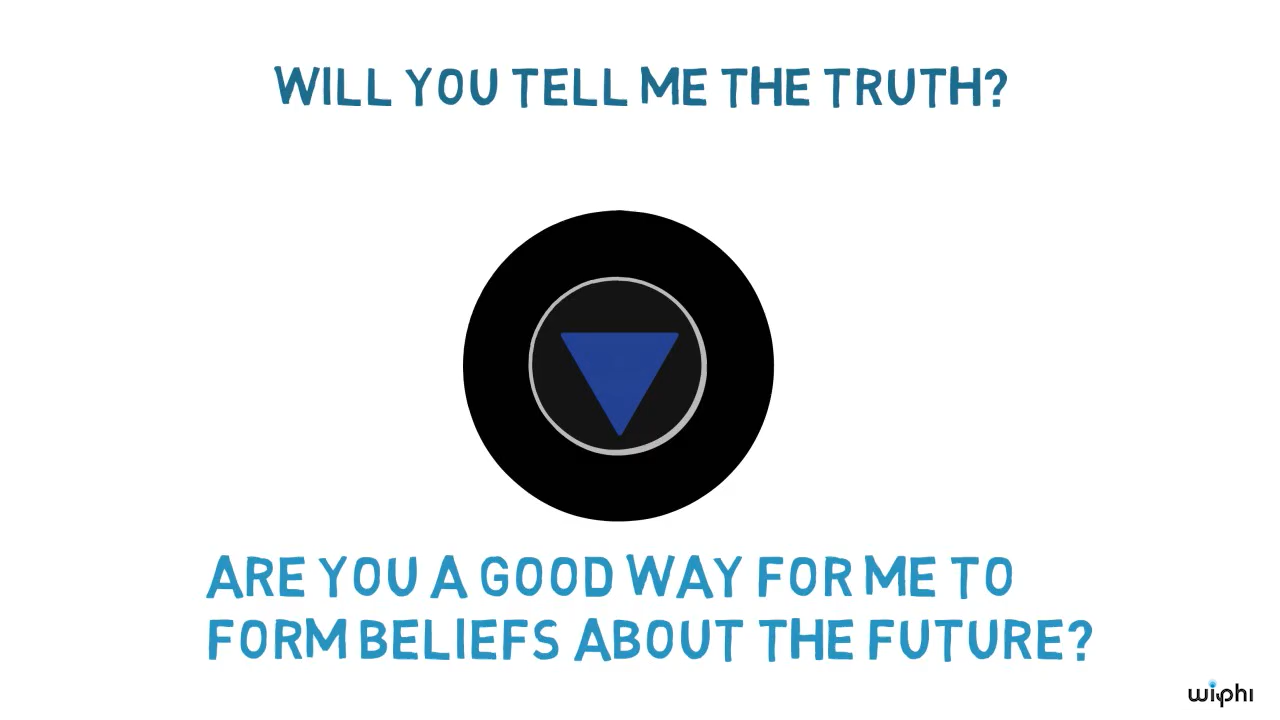 WILL YOU TELL ME THE TRUTH?
ARE YOU A GOOD WAY FOR ME TO
FORM BELIEFS ABOUT THE FUTURE?
wiphi